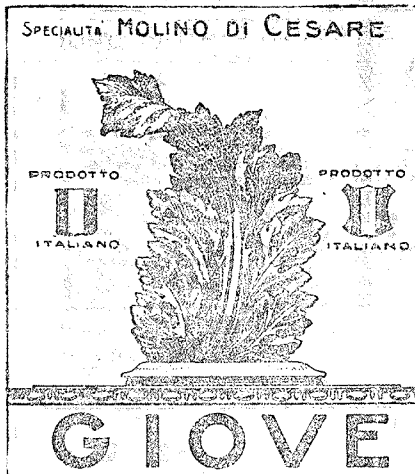 SPECIALITÀ MOLINO DI CESARE
PRODOTTO
ITALIANO
PRODOTTO
ITALIANO
GIOVE